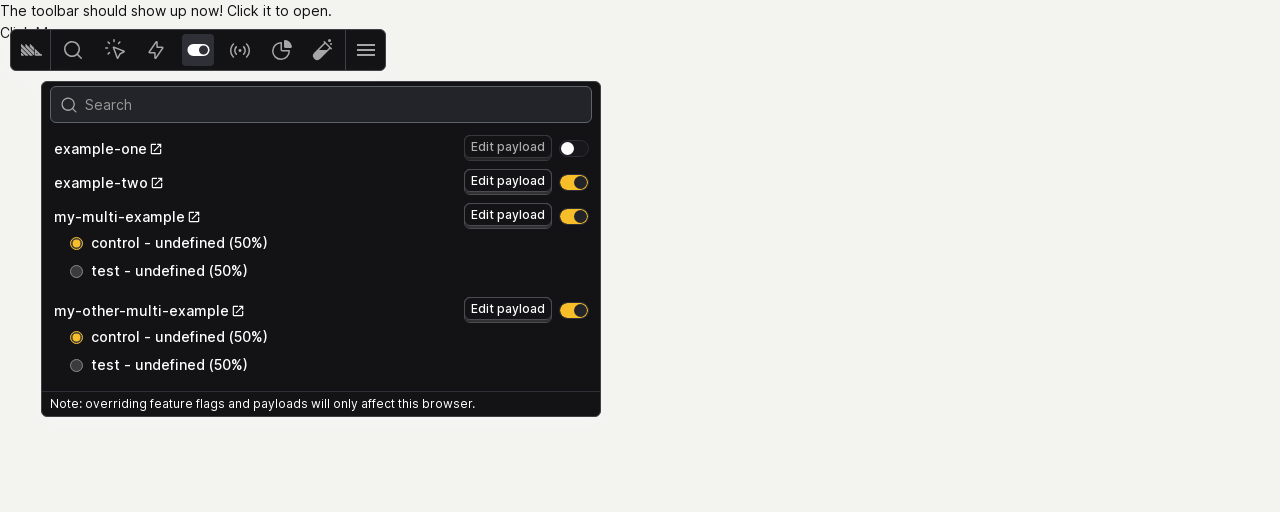 The toolbar should show up now! Click it to open.
Search
example-one
Edit payload
example-two
Edit payload
my-multi-example
Edit payload
control - undefined (50%)
test - undefined (50%)
my-other-multi-example
Edit payload
control - undefined (50%)
test - undefined (50%)
Note: overriding feature flags and payloads will only affect this browser.